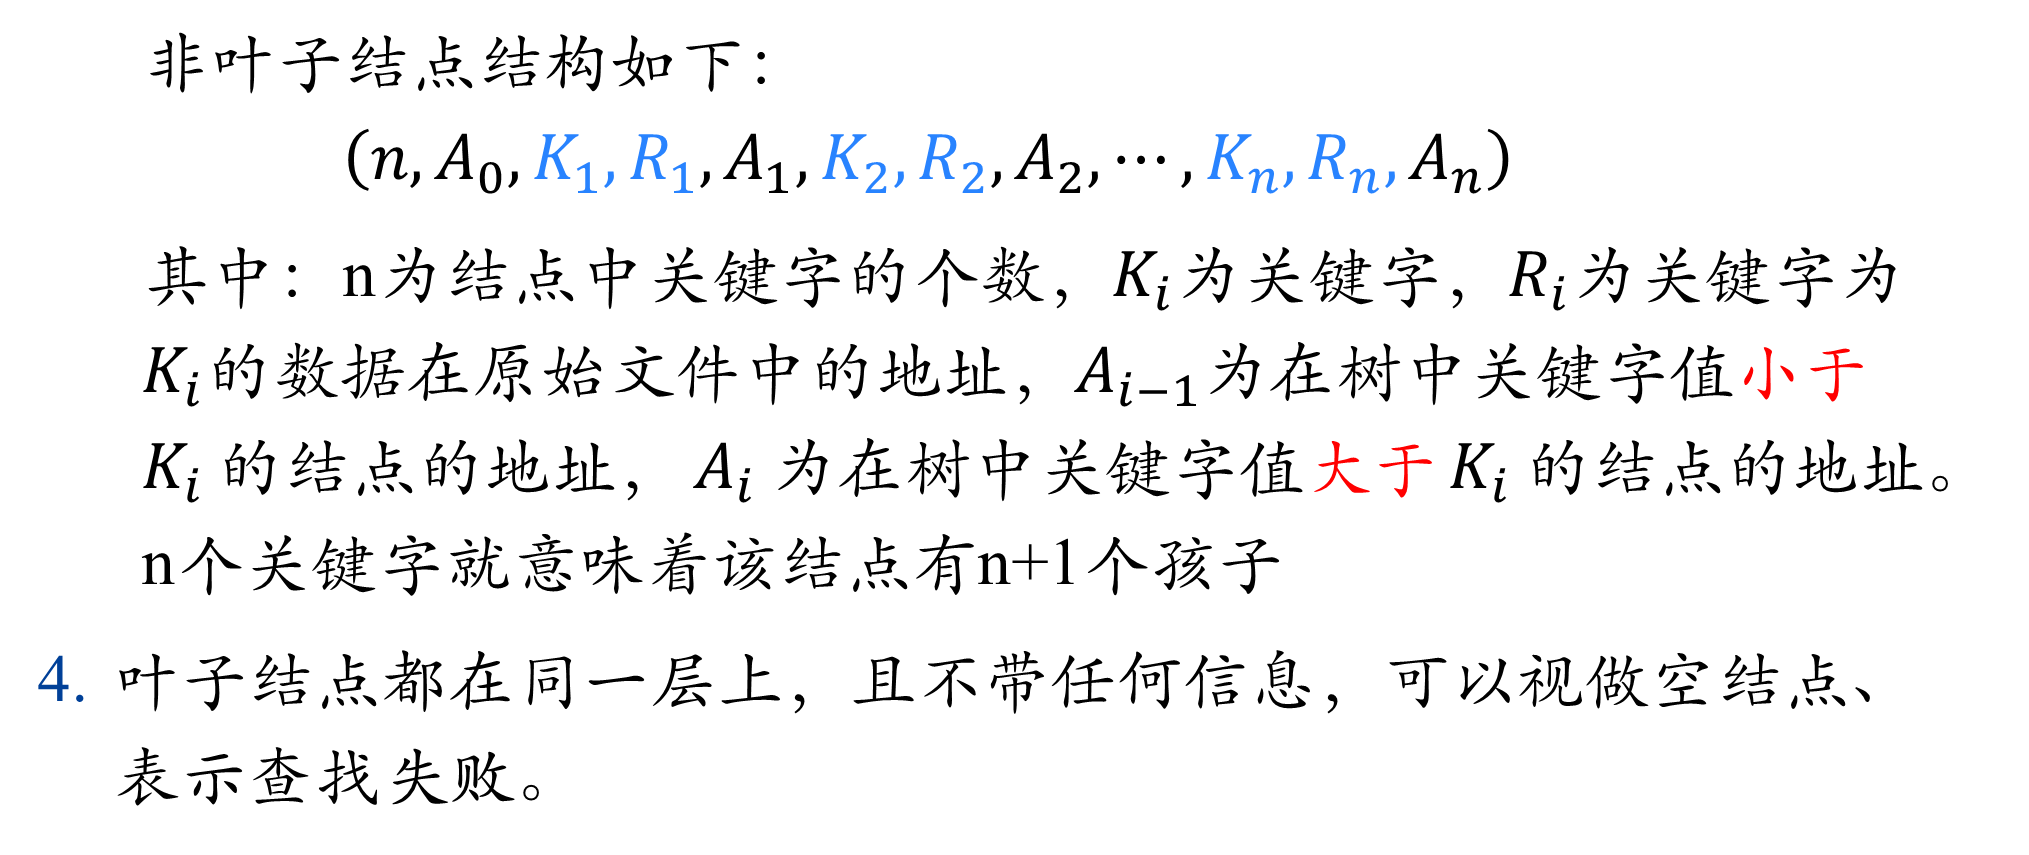 非叶子结点结构如下：
(n, A₀, K₁, R₁, A₁, K₂, R₂, A₂, ⋯, Kₙ, Rₙ, Aₙ)
其中：n为结点中关键字的个数，Kᵢ为关键字，Rᵢ为关键字为
Kᵢ的数据在原始文件中的地址，Aᵢ₋₁为在树中关键字值小于
Kᵢ 的结点的地址， Aᵢ 为在树中关键字值大于 Kᵢ 的结点的地址。
n个关键字就意味着该结点有n+1个孩子
4. 叶子结点都在同一层上，且不带任何信息，可以视做空结点、
表示查找失败。